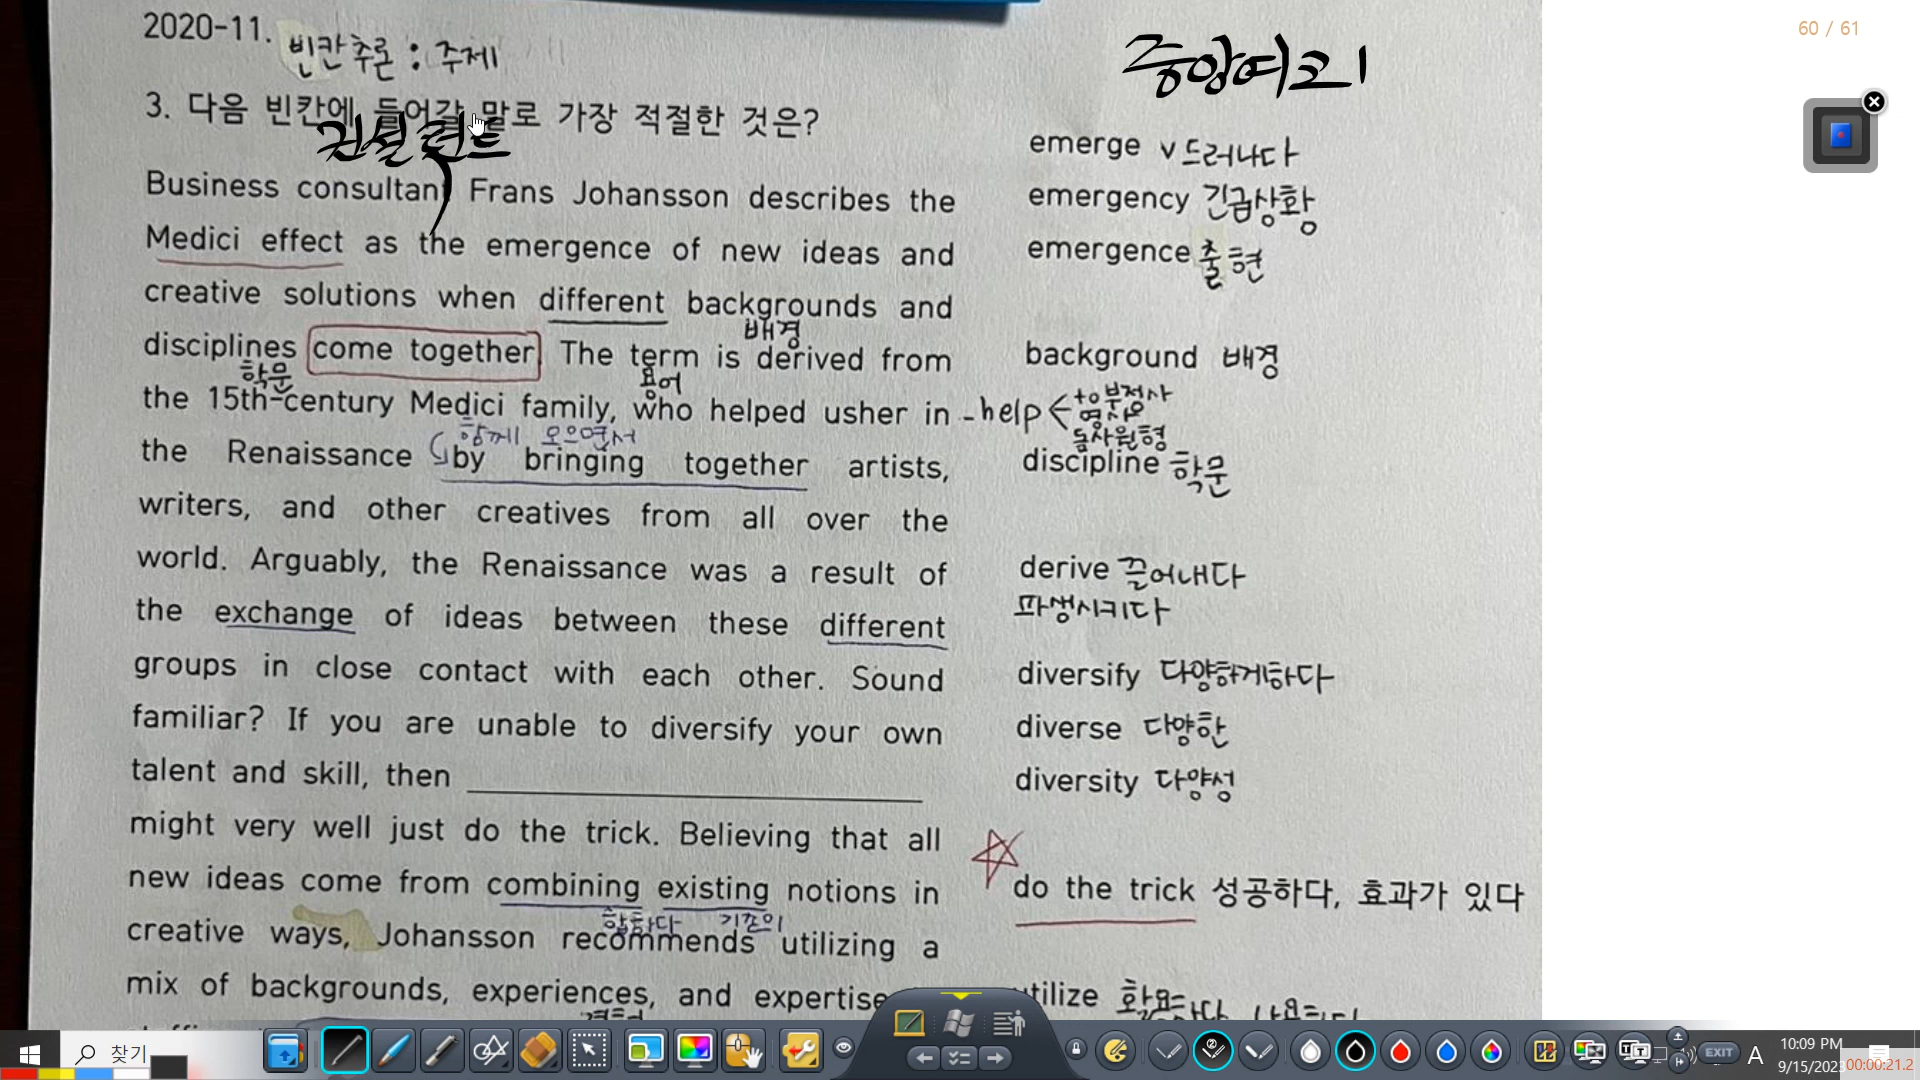 60 / 61
2020-11.
빈칸추론 : 주제
중앙여고1
3. 다음 빈칸에 들어갈 말로 가장 적절한 것은?
컨설턴트
Business consultant Frans Johansson describes the
Medici effect as the emergence of new ideas and
creative solutions when different backgrounds and
배경
disciplines come together. The term is derived from
학문
용어
the 15th-century Medici family, who helped usher in
함께 모으면서
the Renaissance by bringing together artists,
writers, and other creatives from all over the
world. Arguably, the Renaissance was a result of
the exchange of ideas between these different
groups in close contact with each other. Sound
familiar? If you are unable to diversify your own
talent and skill, then
might very well just do the trick. Believing that all
new ideas come from combining existing notions in
합하다 기존의
creative ways, Johansson recommends utilizing a
mix of backgrounds, experiences, and expertise
emerge v 드러나다
emergency 긴급상황
emergence 출현
background 배경
help
to부정사
명사
동사원형
discipline 학문
derive 끌어내다
파생시키다
diversify 다양하게하다
diverse 다양한
diversity 다양성
do the trick 성공하다, 효과가 있다
찾기
EXIT
A
10:09 PM
00:00:21.2